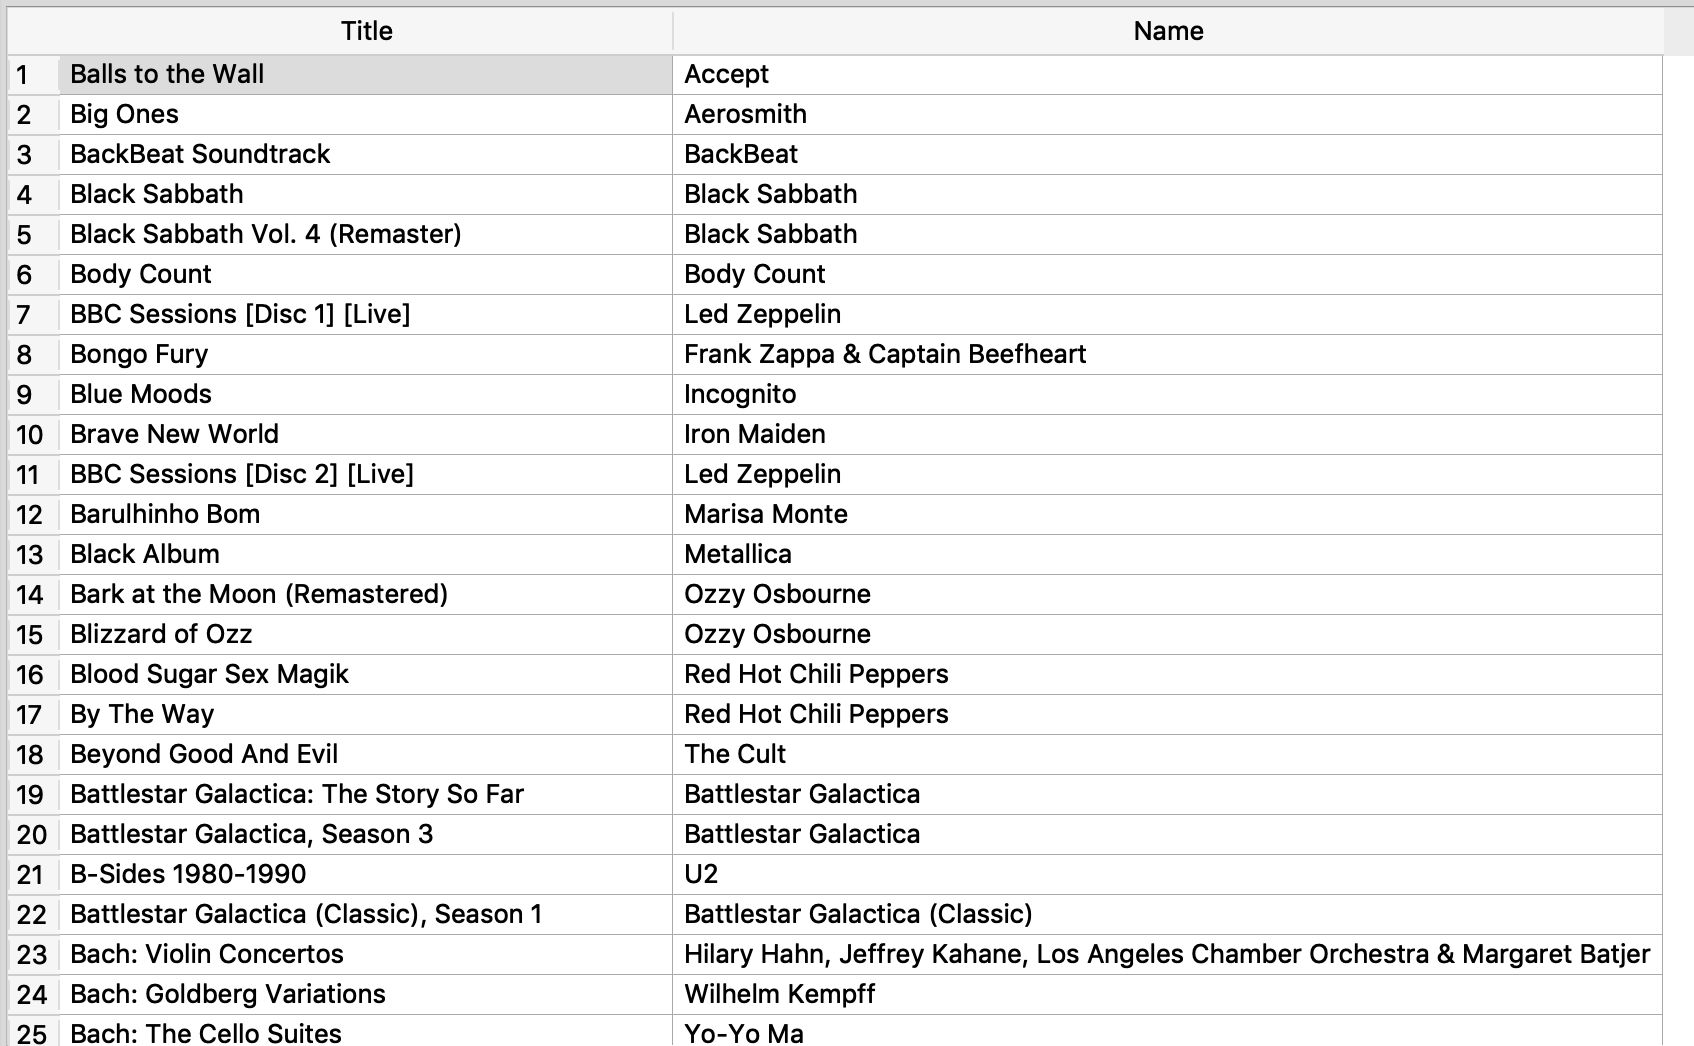 Title Name
1 Balls to the Wall Accept
2 Big Ones Aerosmith
3 BackBeat Soundtrack BackBeat
4 Black Sabbath Black Sabbath
5 Black Sabbath Vol. 4 (Remaster) Black Sabbath
6 Body Count Body Count
7 BBC Sessions [Disc 1] [Live] Led Zeppelin
8 Bongo Fury Frank Zappa & Captain Beefheart
9 Blue Moods Incognito
10 Brave New World Iron Maiden
11 BBC Sessions [Disc 2] [Live] Led Zeppelin
12 Barulhinho Bom Marisa Monte
13 Black Album Metallica
14 Bark at the Moon (Remastered) Ozzy Osbourne
15 Blizzard of Ozz Ozzy Osbourne
16 Blood Sugar Sex Magik Red Hot Chili Peppers
17 By The Way Red Hot Chili Peppers
18 Beyond Good And Evil The Cult
19 Battlestar Galactica: The Story So Far Battlestar Galactica
20 Battlestar Galactica, Season 3 Battlestar Galactica
21 B-Sides 1980-1990 U2
22 Battlestar Galactica (Classic), Season 1 Battlestar Galactica (Classic)
23 Bach: Violin Concertos Hilary Hahn, Jeffrey Kahane, Los Angeles Chamber Orchestra & Margaret Batjer
24 Bach: Goldberg Variations Wilhelm Kempff
25 Bach: The Cello Suites Yo-Yo Ma